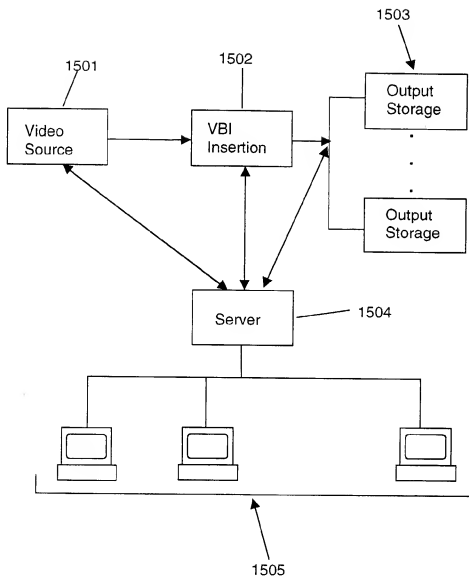 1503
1501
1502
Output
Storage
Video
Source
VBI
Insertion
Output
Storage
Server
1504
1505